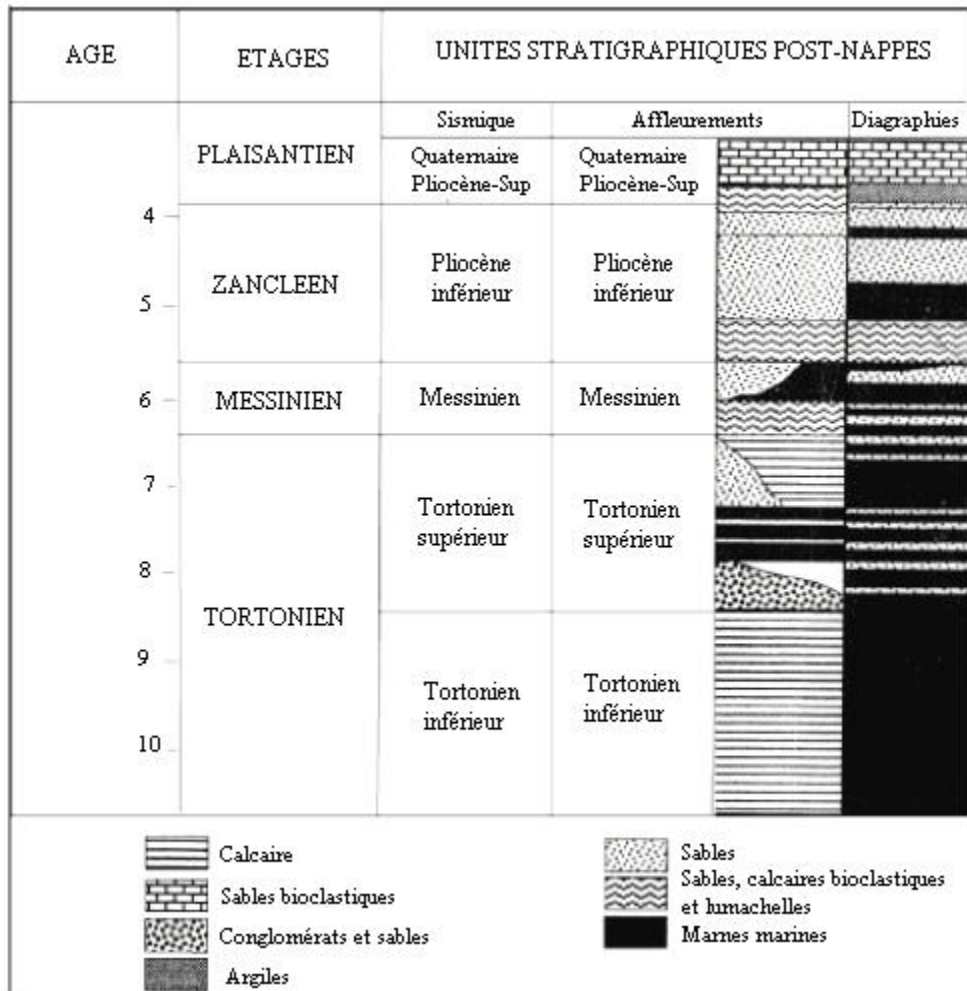 AGE
ETAGES
UNITES STRATIGRAPHIQUES POST-NAPPES
Sismique
Affleurements
Diagraphies
PLAISANTIEN
Quaternaire
Pliocène-Sup
Quaternaire
Pliocène-Sup
4
ZANCLEEN
Pliocène
inférieur
Pliocène
inférieur
5
MESSINIEN
Messinien
Messinien
6
7
Tortonien
supérieur
Tortonien
supérieur
8
TORTONIEN
9
Tortonien
inférieur
Tortonien
inférieur
10
Calcaire
Sables bioclastiques
Conglomérats et sables
Argiles
Sables
Sables, calcaires bioclastiques
et lumachelles
Marnes marines